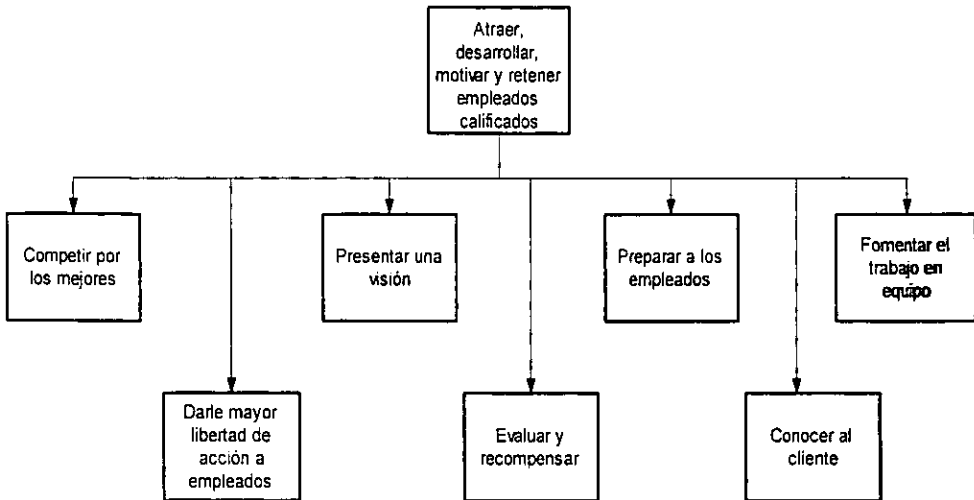 Atraer,
desarrollar,
motivar y retener
empleados
calificados
Competir por
los mejores
Presentar una
visión
Preparar a los
empleados
Fomentar el
trabajo en
equipo
Darle mayor
libertad de
acción a
empleados
Evaluar y
recompensar
Conocer al
cliente